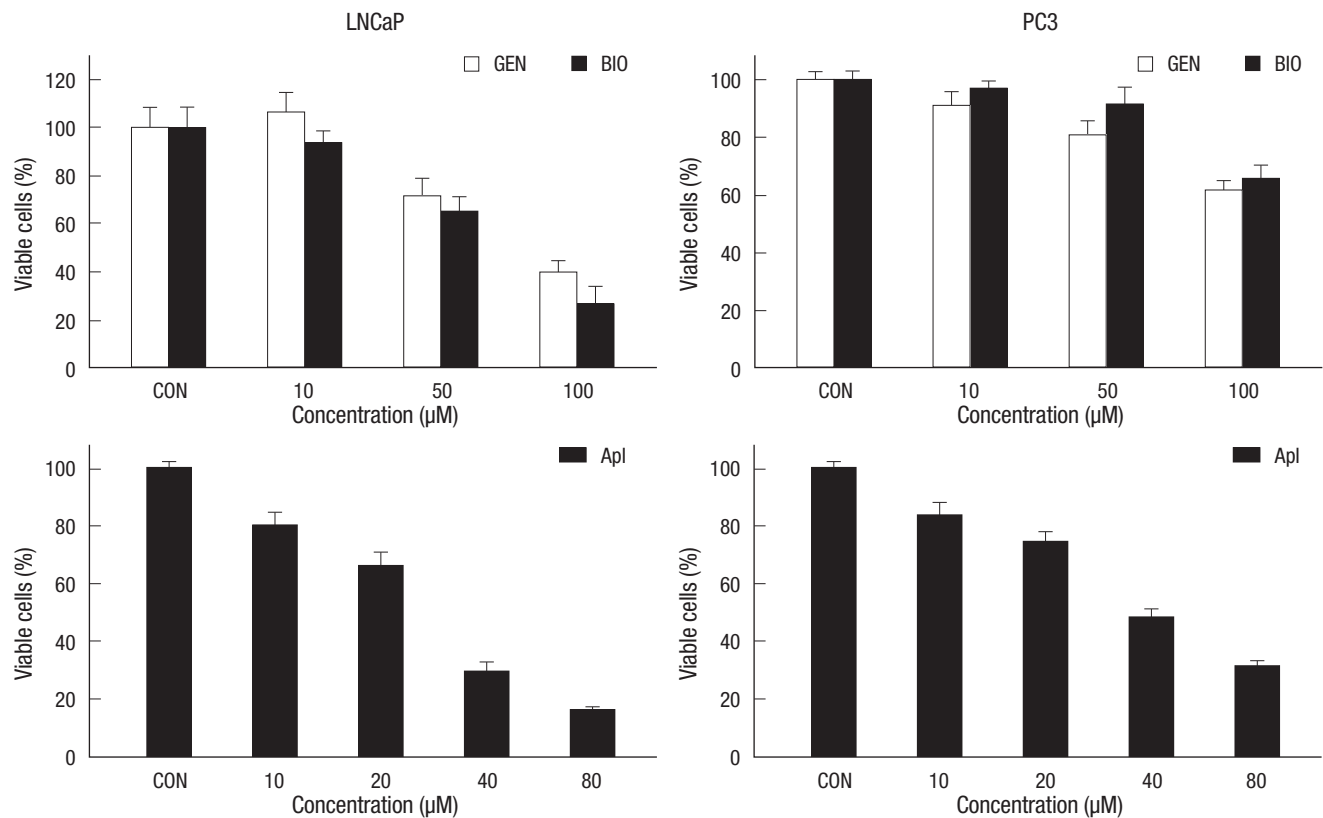 LNCaP
GEN BIO
Viable cells (%)
120
100
80
60
40
20
0
CON 10 50 100
Concentration (µM)
PC3
GEN BIO
Viable cells (%)
100
80
60
40
20
0
CON 10 50 100
Concentration (µM)
ApI
Viable cells (%)
100
80
60
40
20
0
CON 10 20 40 80
Concentration (µM)
ApI
Viable cells (%)
100
80
60
40
20
0
CON 10 20 40 80
Concentration (µM)